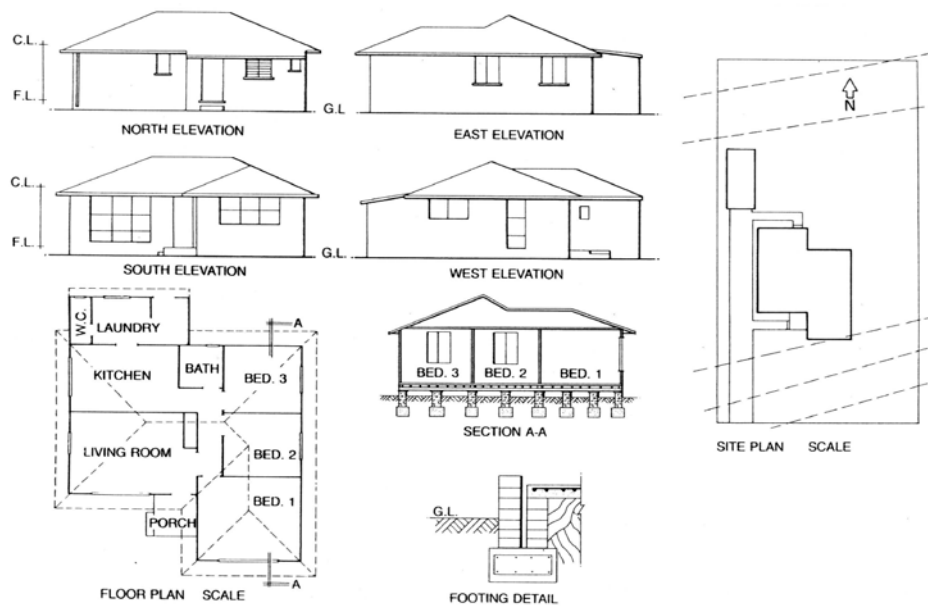 C.L.
F.L.
NORTH ELEVATION
G.L
EAST ELEVATION
N
C.L.
F.L.
SOUTH ELEVATION
G.L.
WEST ELEVATION
A
W.C.
LAUNDRY
KITCHEN
BATH
BED. 3
LIVING ROOM
BED. 2
BED. 1
PORCH
A
FLOOR PLAN SCALE
BED. 3
BED. 2
BED. 1
SECTION A-A
G.L.
FOOTING DETAIL
SITE PLAN SCALE